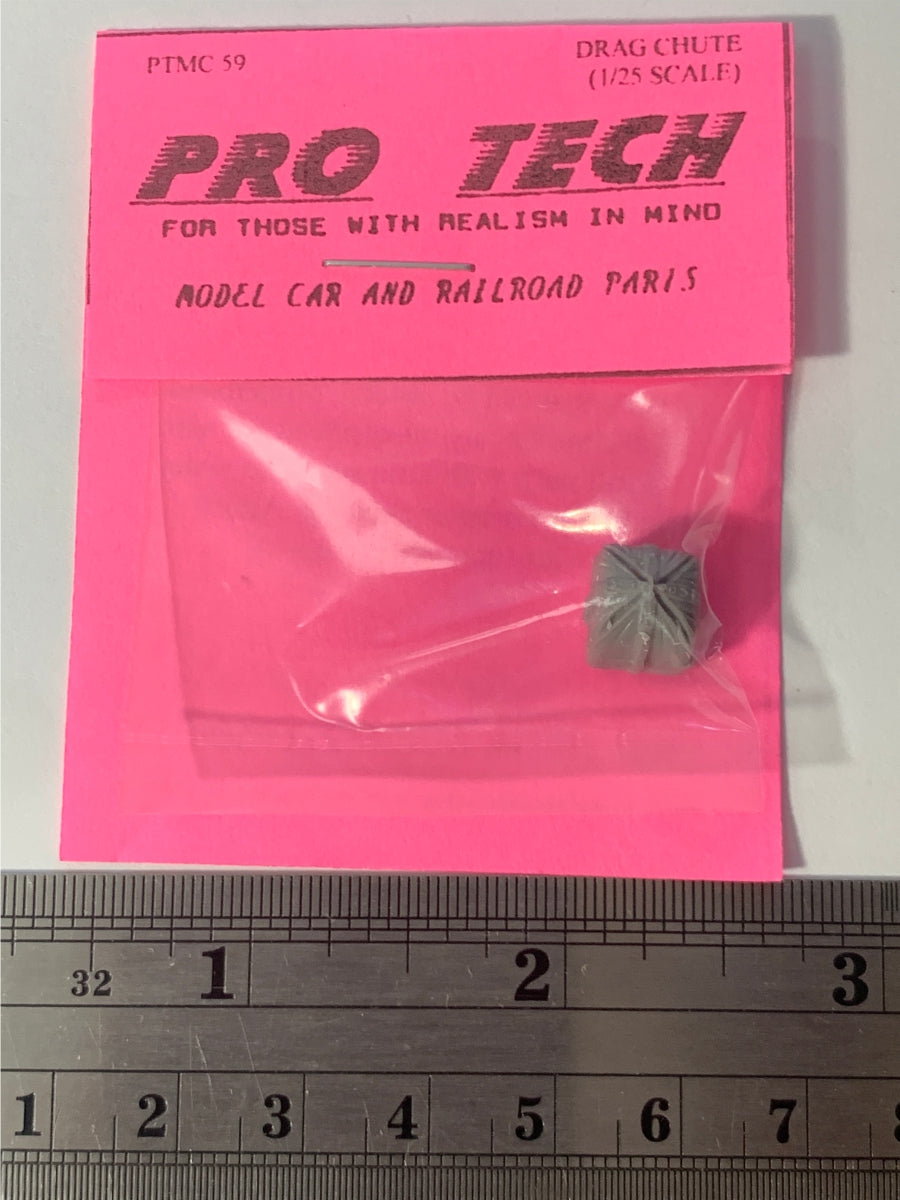 PTMC 59
DRAG CHUTE
(1/25 SCALE)
PRO TECH
FOR THOSE WITH REALISM IN MIND
MODEL CAR AND RAILROAD PARTS
32 1 2 3
1 2 3 4 5 6 7 8